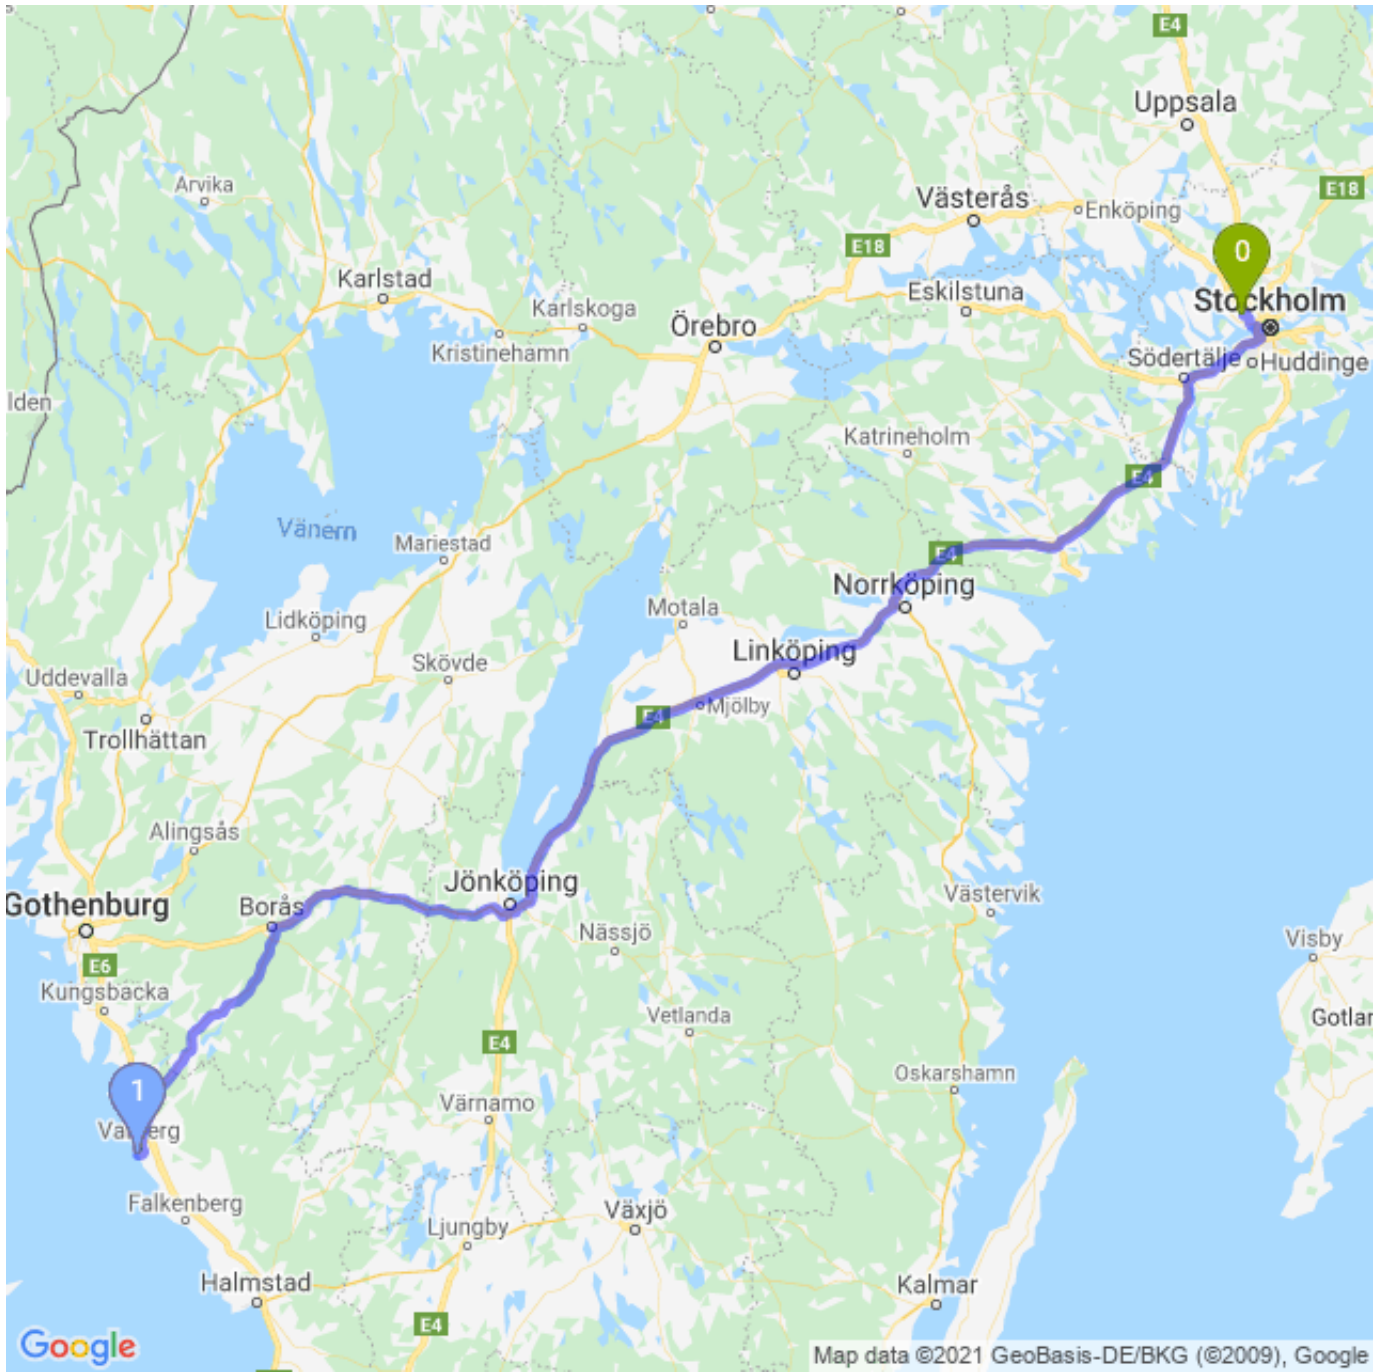 E4
Uppsala
Arvika
E18
Västerås
Enköping
0
E18
Karlstad
Eskilstuna
Stockholm
Karlskoga
Örebro
Kristinehamn
Södertälje
Huddinge
lden
Katrineholm
E4
Vänern
Mariestad
E4
Norrköping
Motala
Lidköping
Linköping
Skövde
Uddevalla
Mjölby
E4
Trollhättan
Alingsås
Jönköping
Gothenburg
Borås
Västervik
Nässjö
Visby
E6
Kungsbacka
Vetlanda
Gotlar
E4
Oskarshamn
1
Värnamo
Varberg
Falkenberg
Växjö
Ljungby
Halmstad
Kalmar
E4
Google
Map data ©2021 GeoBasis-DE/BKG (©2009), Google